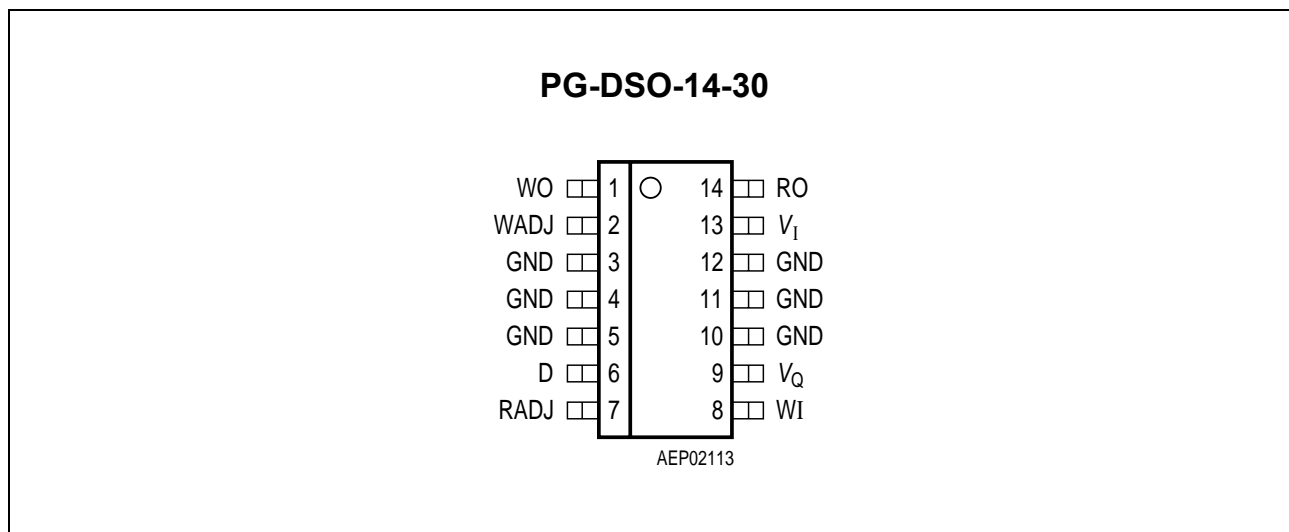 PG-DSO-14-30
WO 1 14 RO
WADJ 2 13 VI
GND 3 12 GND
GND 4 11 GND
GND 5 10 GND
D 6 9 VQ
RADJ 7 8 WI
AEP02113